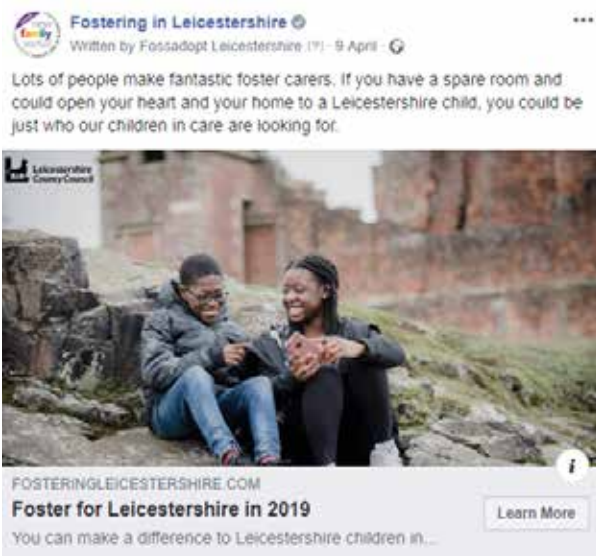 Fostering in Leicestershire
Written by Fossadopt Leicestershire [?] · 9 April ·
Lots of people make fantastic foster carers. If you have a spare room and
could open your heart and your home to a Leicestershire child, you could be
just who our children in care are looking for.
family
Leicestershire
County Council
i
FOSTERINGLEICESTERSHIRE.COM
Foster for Leicestershire in 2019
Learn More
You can make a difference to Leicestershire children in...